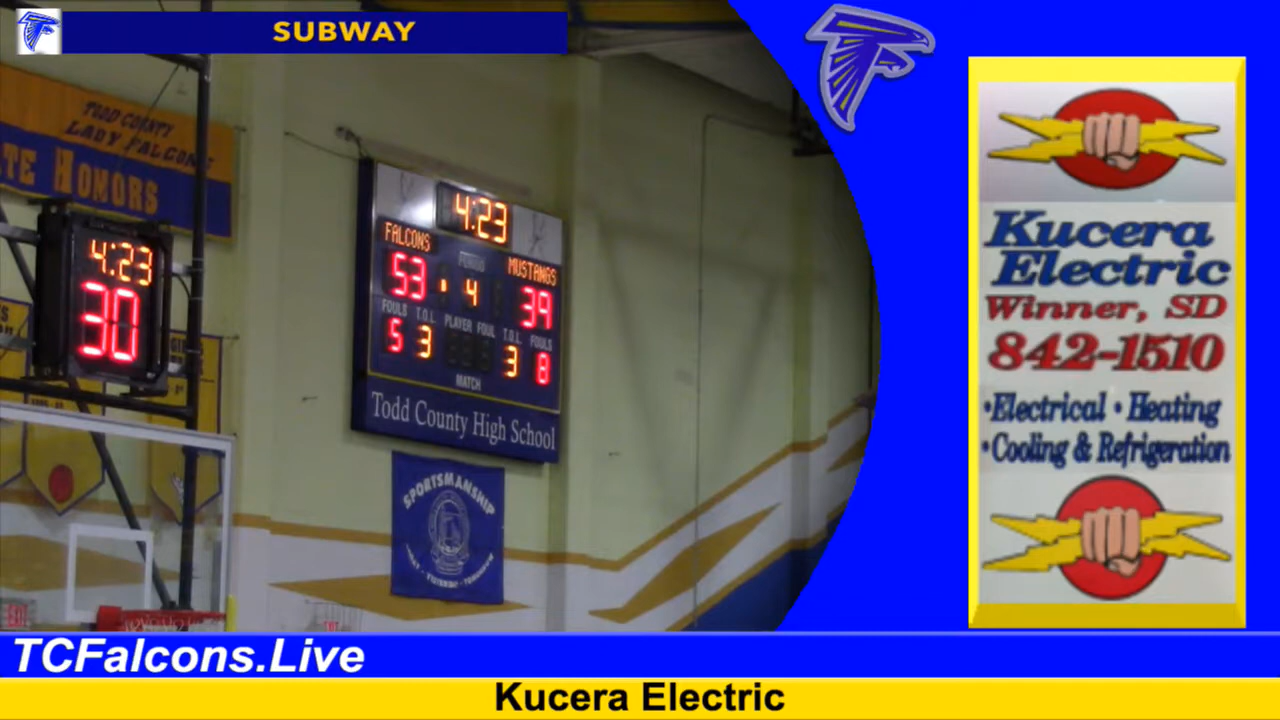 SUBWAY
TODD COUNTY
LADY FALCONS
TE HONORS
4:23
30
4:23
FALCONS
MUSTANGS
PERIOD
53
4
39
FOULS T.O.L. PLAYER FOUL T.O.L. FOULS
5 3 3 8
MATCH
Todd County High School
SPORTSMANSHIP
Kucera
Electric
Winner, SD
842-1510
•Electrical •Heating
•Cooling & Refrigeration
TCFalcons.Live
Kucera Electric